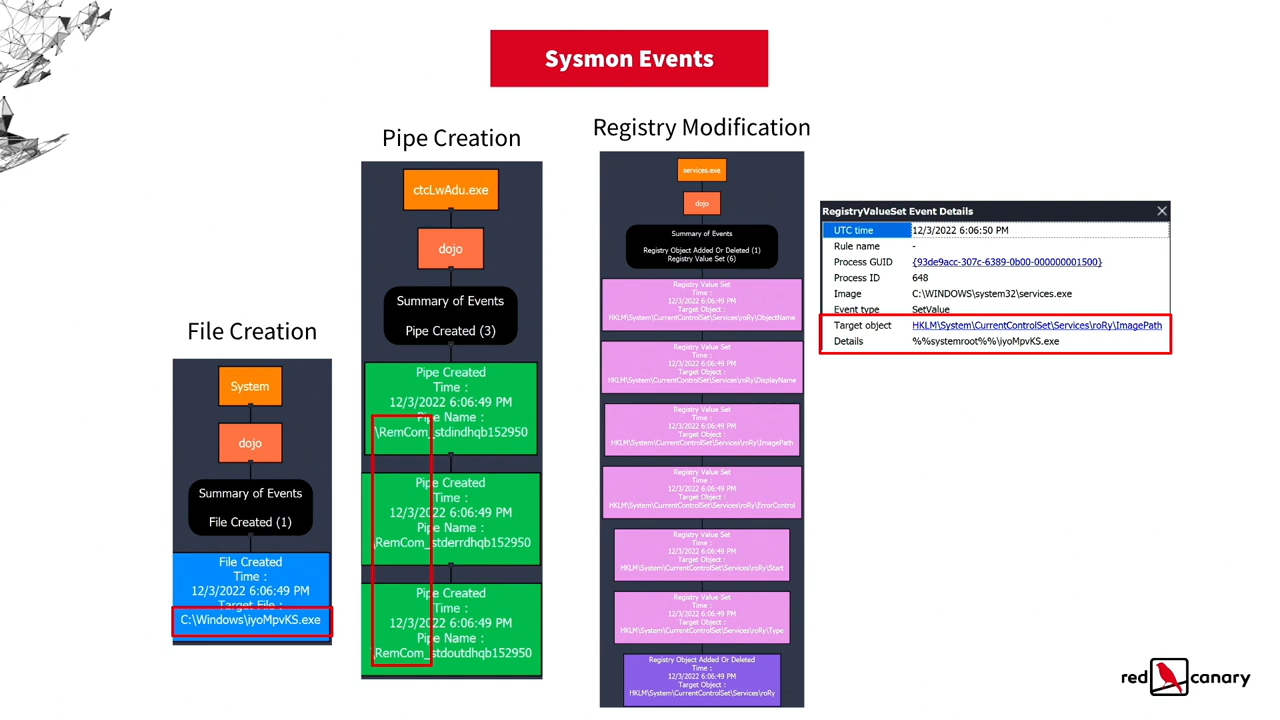 Sysmon Events
File Creation
System
dojo
Summary of Events
File Created (1)
File Created
Time :
12/3/2022 6:06:49 PM
Target File :
C:\Windows\iyoMpvKS.exe
Pipe Creation
ctcLwAdu.exe
dojo
Summary of Events
Pipe Created (3)
Pipe Created
Time :
12/3/2022 6:06:49 PM
Pipe Name :
\RemCom_stdindhqb152950
Pipe Created
Time :
12/3/2022 6:06:49 PM
Pipe Name :
\RemCom_stderrdhqb152950
Pipe Created
Time :
12/3/2022 6:06:49 PM
Pipe Name :
\RemCom_stdoutdhqb152950
Registry Modification
services.exe
dojo
Summary of Events
Registry Object Added Or Deleted (1)
Registry Value Set (6)
Registry Value Set
Time :
12/3/2022 6:06:49 PM
Target Object :
HKLM\System\CurrentControlSet\Services\roRy\ObjectName
Registry Value Set
Time :
12/3/2022 6:06:49 PM
Target Object :
HKLM\System\CurrentControlSet\Services\roRy\DisplayName
Registry Value Set
Time :
12/3/2022 6:06:49 PM
Target Object :
HKLM\System\CurrentControlSet\Services\roRy\ImagePath
Registry Value Set
Time :
12/3/2022 6:06:49 PM
Target Object :
HKLM\System\CurrentControlSet\Services\roRy\ErrorControl
Registry Value Set
Time :
12/3/2022 6:06:49 PM
Target Object :
HKLM\System\CurrentControlSet\Services\roRy\Start
Registry Value Set
Time :
12/3/2022 6:06:49 PM
Target Object :
HKLM\System\CurrentControlSet\Services\roRy\Type
Registry Object Added Or Deleted
Time :
12/3/2022 6:06:49 PM
Target Object :
HKLM\System\CurrentControlSet\Services\roRy
RegistryValueSet Event Details
UTC time 12/3/2022 6:06:50 PM
Rule name -
Process GUID {93de9acc-307c-6389-0b00-000000001500}
Process ID 648
Image C:\WINDOWS\system32\services.exe
Event type SetValue
Target object HKLM\System\CurrentControlSet\Services\roRy\ImagePath
Details %%systemroot%%\iyoMpvKS.exe
red canary